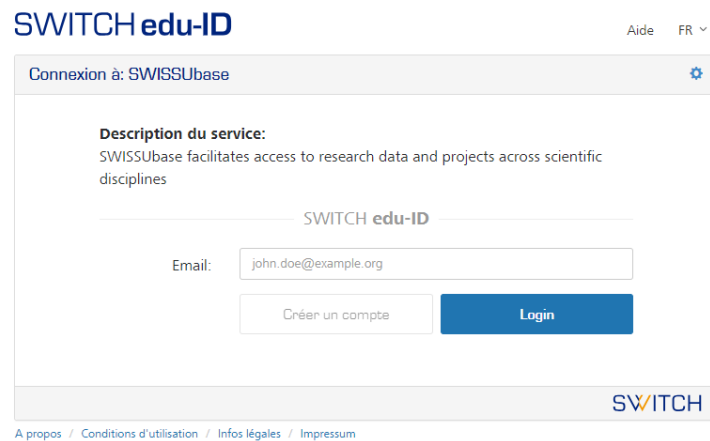 SWITCH edu-ID
Aide FR
Connexion à: SWISSUbase
Description du service:
SWISSUbase facilitates access to research data and projects across scientific
disciplines
SWITCH edu-ID
Email: john.doe@example.org
Créer un compte Login
SWITCH
A propos / Conditions d'utilisation / Infos légales / Impressum